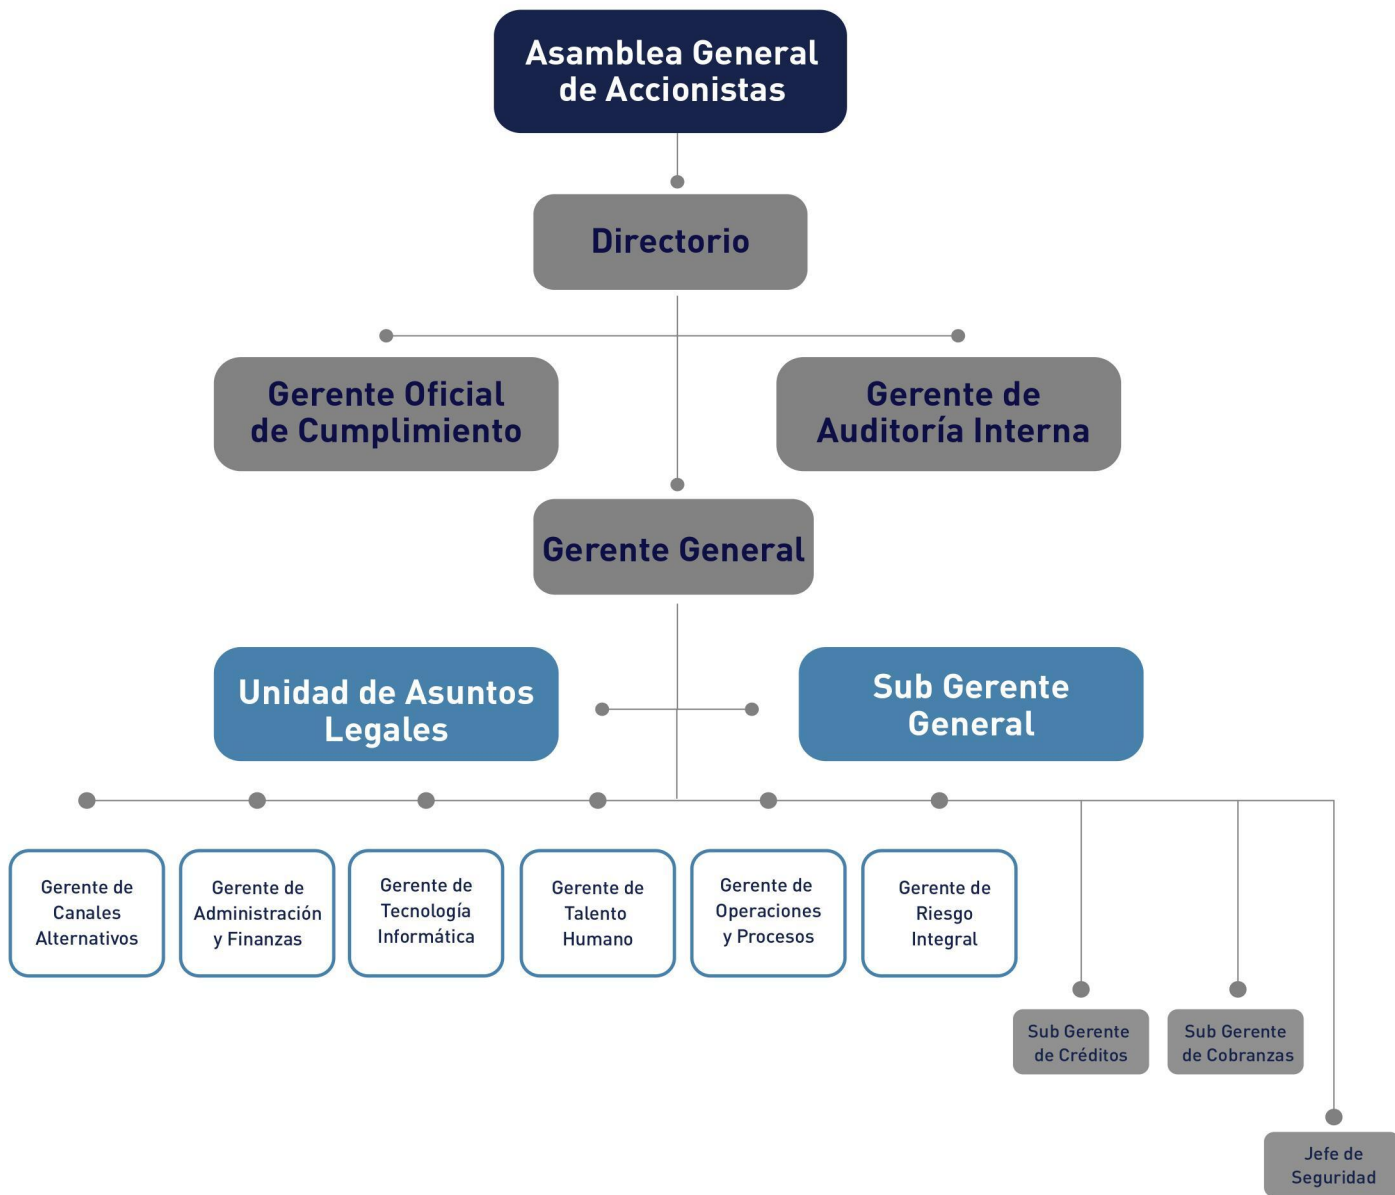 Asamblea General
de Accionistas
Directorio
Gerente Oficial
de Cumplimiento
Gerente de
Auditoría Interna
Gerente General
Unidad de Asuntos
Legales
Sub Gerente
General
Gerente de
Canales
Alternativos
Gerente de
Administración
y Finanzas
Gerente de
Tecnología
Informática
Gerente de
Talento
Humano
Gerente de
Operaciones
y Procesos
Gerente de
Riesgo
Integral
Sub Gerente
de Créditos
Sub Gerente
de Cobranzas
Jefe de
Seguridad